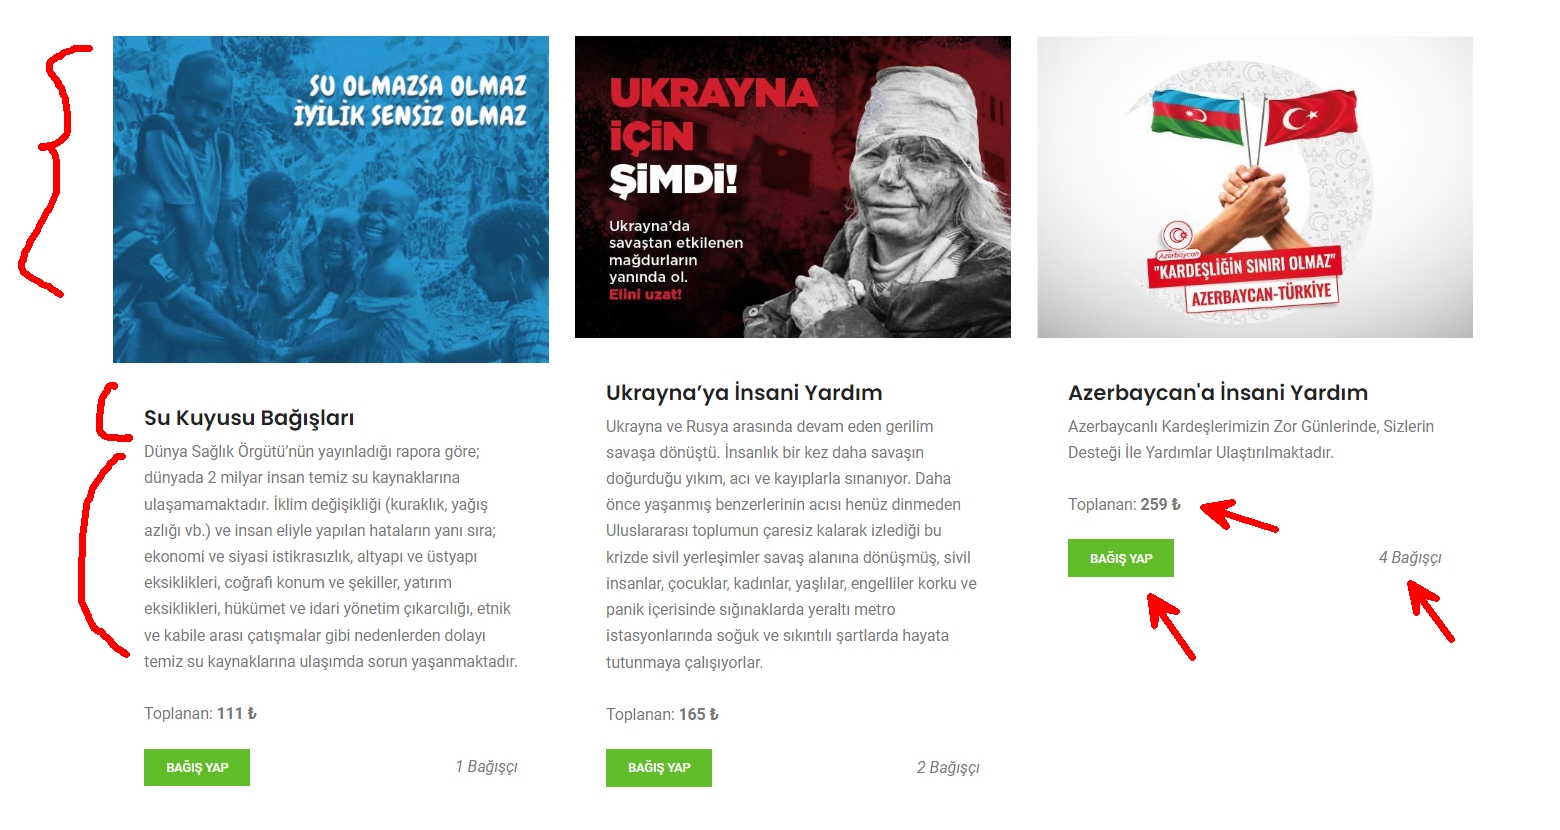 SU OLMAZSA OLMAZ
İYİLİK SENSİZ OLMAZ
Su Kuyusu Bağışları
Dünya Sağlık Örgütü’nün yayınladığı rapora göre;
dünyada 2 milyar insan temiz su kaynaklarına
ulaşamamaktadır. İklim değişikliği (kuraklık, yağış
azlığı vb.) ve insan eliyle yapılan hataların yanı sıra;
ekonomi ve siyasi istikrasızlık, altyapı ve üstyapı
eksiklikleri, coğrafi konum ve şekiller, yatırım
eksiklikleri, hükümet ve idari yönetim çıkarcılığı, etnik
ve kabile arası çatışmalar gibi nedenlerden dolayı
temiz su kaynaklarına ulaşımda sorun yaşanmaktadır.
Toplanan: 111 ₺
BAĞIŞ YAP
1 Bağışçı
UKRAYNA
İÇİN
ŞİMDİ!
Ukrayna’da
savaştan etkilenen
mağdurların
yanında ol.
Elini uzat!
Ukrayna’ya İnsani Yardım
Ukrayna ve Rusya arasında devam eden gerilim
savaşa dönüştü. İnsanlık bir kez daha savaşın
doğurduğu yıkım, acı ve kayıplarla sınanıyor. Daha
önce yaşanmış benzerlerinin acısı henüz dinmeden
Uluslararası toplumun çaresiz kalarak izlediği bu
krizde sivil yerleşimler savaş alanına dönüşmüş, sivil
insanlar, çocuklar, kadınlar, yaşlılar, engelliler korku ve
panik içerisinde sığınaklarda yeraltı metro
istasyonlarında soğuk ve sıkıntılı şartlarda hayata
tutunmaya çalışıyorlar.
Toplanan: 165 ₺
BAĞIŞ YAP
2 Bağışçı
Azerbaycan
"KARDEŞLİĞİN SINIRI OLMAZ"
AZERBAYCAN-TÜRKİYE
Azerbaycan'a İnsani Yardım
Azerbaycanlı Kardeşlerimizin Zor Günlerinde, Sizlerin
Desteği İle Yardımlar Ulaştırılmaktadır.
Toplanan: 259 ₺
BAĞIŞ YAP
4 Bağışçı